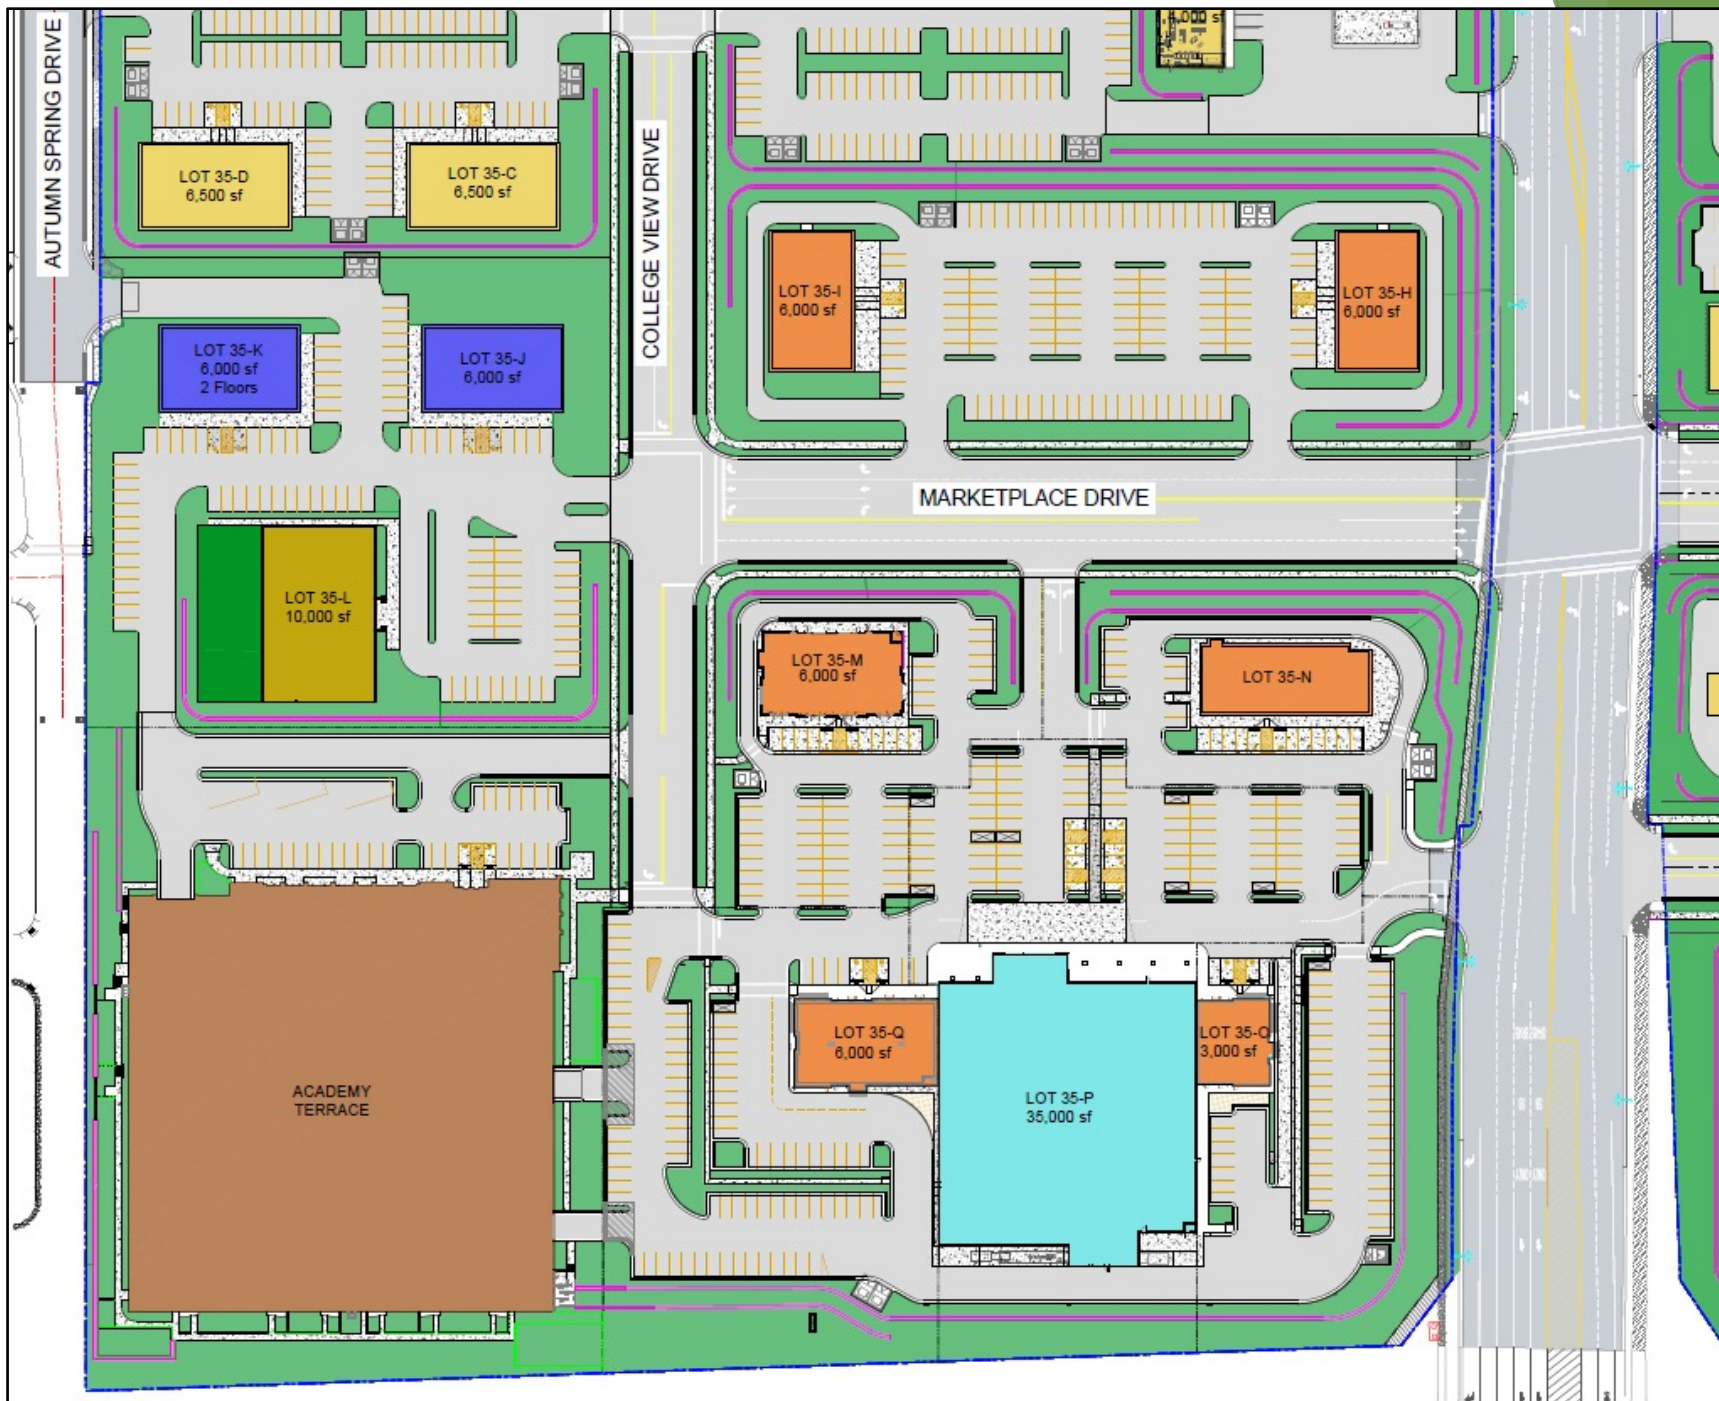 4,000 sf
AUTUMN SPRING DRIVE
COLLEGE VIEW DRIVE
LOT 35-D
6,500 sf
LOT 35-C
6,500 sf
LOT 35-I
6,000 sf
LOT 35-H
6,000 sf
LOT 35-K
6,000 sf
2 Floors
LOT 35-J
6,000 sf
MARKETPLACE DRIVE
LOT 35-L
10,000 sf
LOT 35-M
6,000 sf
LOT 35-N
LOT 35-Q
6,000 sf
LOT 35-O
3,000 sf
ACADEMY
TERRACE
LOT 35-P
35,000 sf